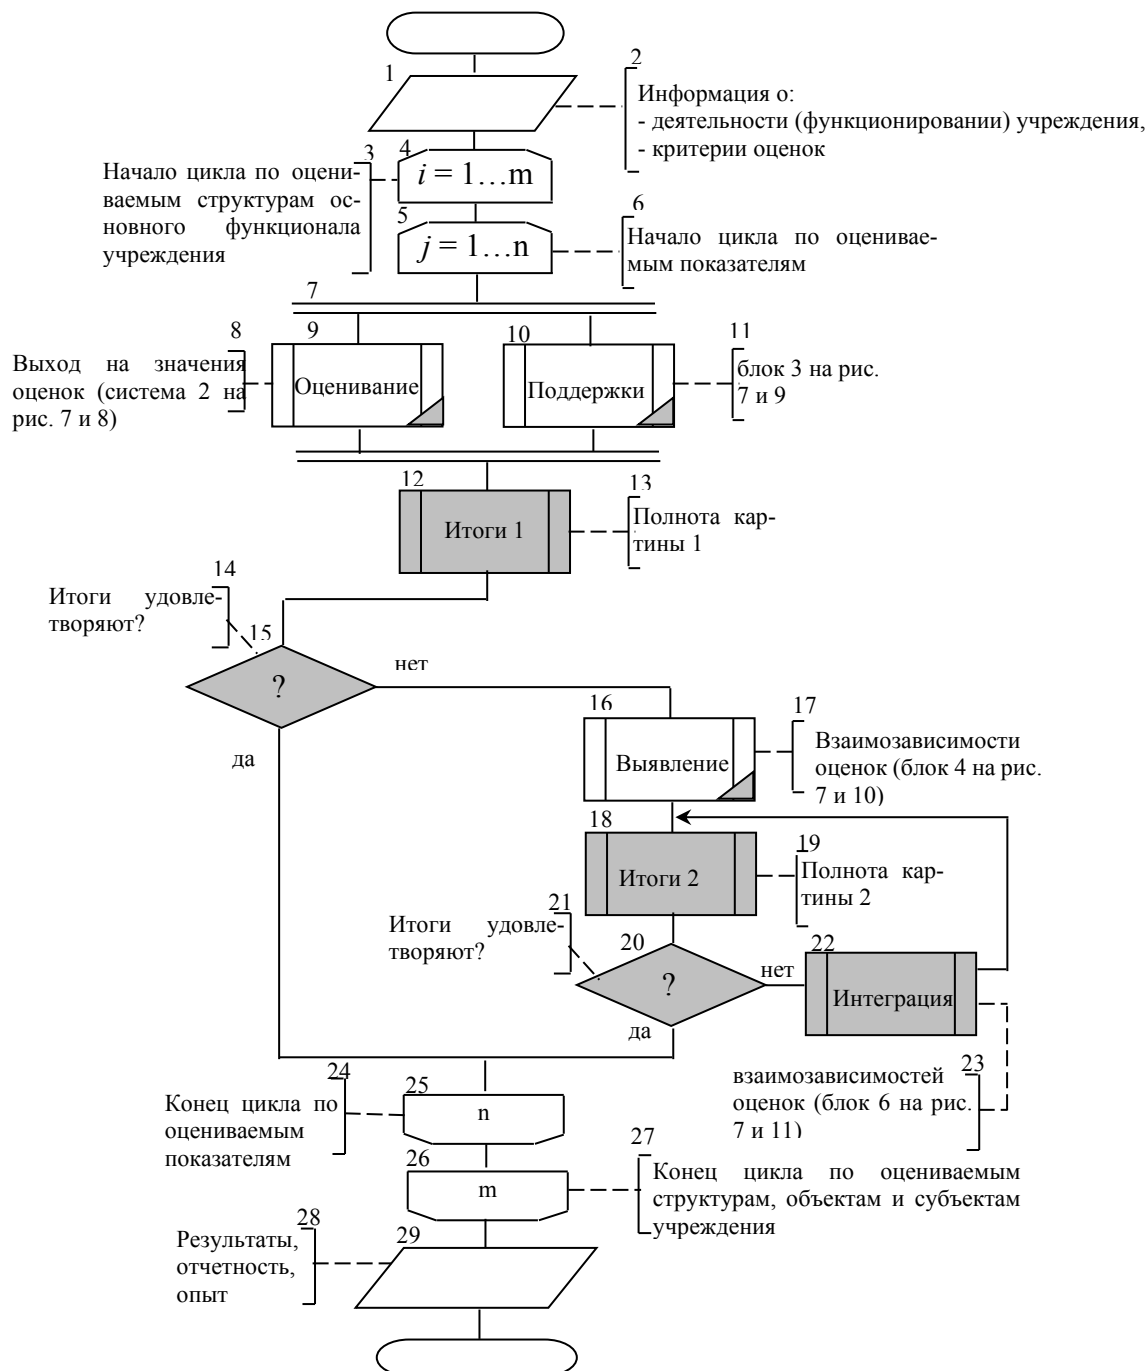 2
1
Информация о:
- деятельности (функционировании) учреждения,
- критерии оценок
3
4
Начало цикла по оцени-
ваемым структурам ос-
новного функционала
учреждения
i = 1…m
5
6
j = 1…n
Начало цикла по оценивае-
мым показателям
7
8
9
10
11
Выход на значения
оценок (система 2 на
рис. 7 и 8)
Оценивание
Поддержки
блок 3 на рис.
7 и 9
12
13
Итоги 1
Полнота кар-
тины 1
14
Итоги удовле-
творяют?
15
?
нет
да
16
17
Выявление
Взаимозависимости
оценок (блок 4 на рис.
7 и 10)
18
19
Итоги 2
Полнота кар-
тины 2
21
Итоги удовле-
творяют?
20
?
нет
да
22
Интеграция
23
взаимозависимостей
оценок (блок 6 на рис.
7 и 11)
24
25
Конец цикла по
оцениваемым
показателям
n
26
27
m
Конец цикла по оцениваемым
структурам, объектам и субъектам
учреждения
28
29
Результаты,
отчетность,
опыт